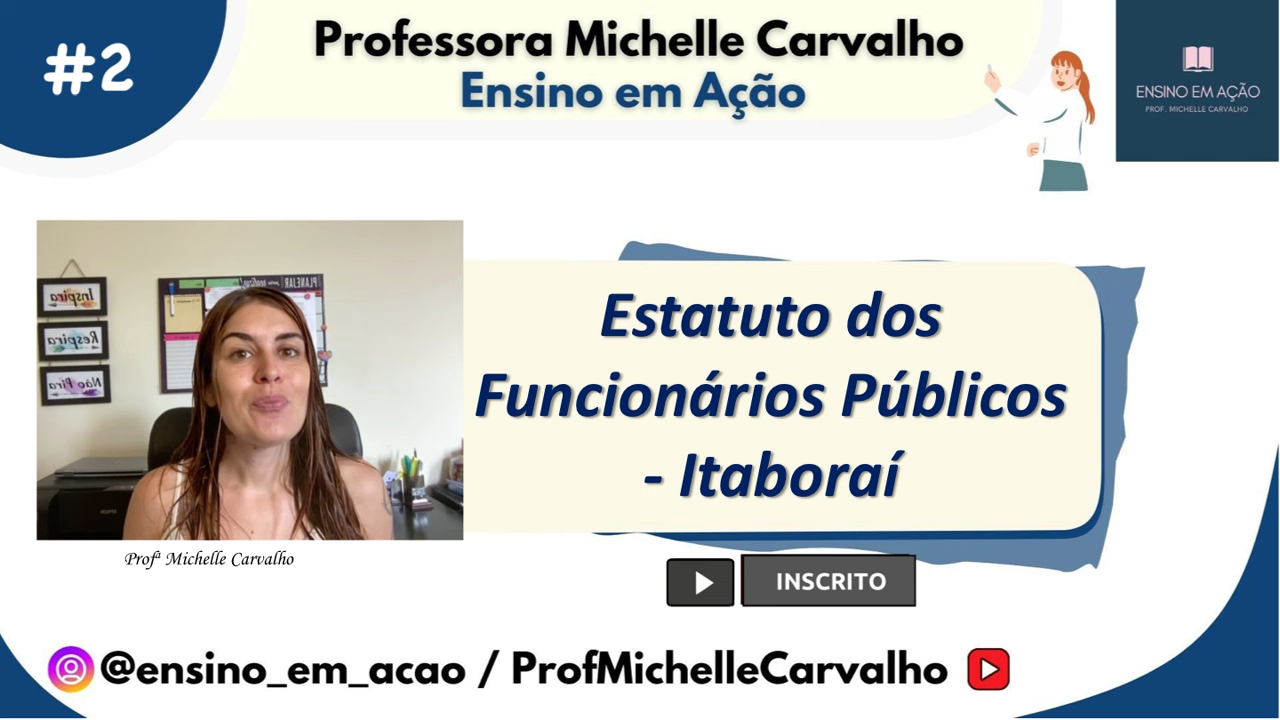 #2
Professora Michelle Carvalho
Ensino em Ação
ENSINO EM AÇÃO
PROF. MICHELLE CARVALHO
PLANEJAR
Inspira
Respira
Não Pira
Estatuto dos
Funcionários Públicos
- Itaboraí
Profª Michelle Carvalho
INSCRITO
@ensino_em_acao / ProfMichelleCarvalho